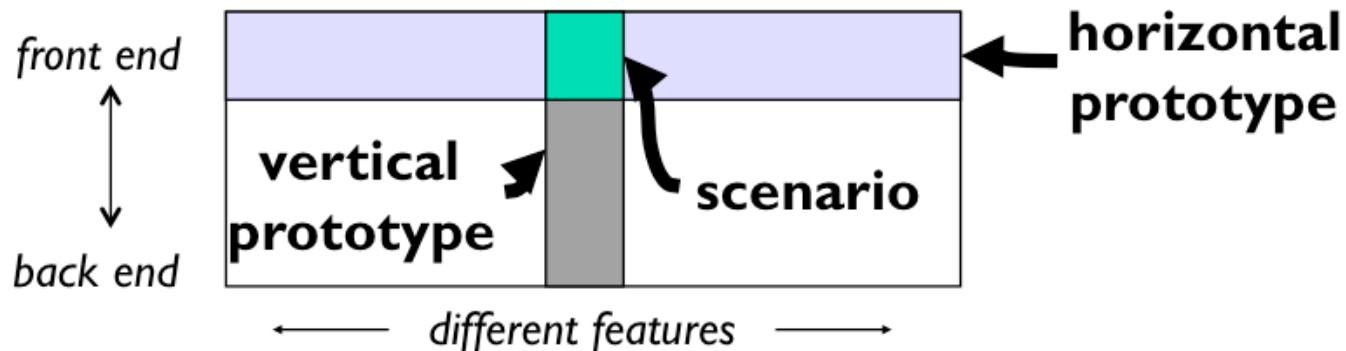 front end
horizontal
prototype
vertical
prototype
scenario
back end
different features